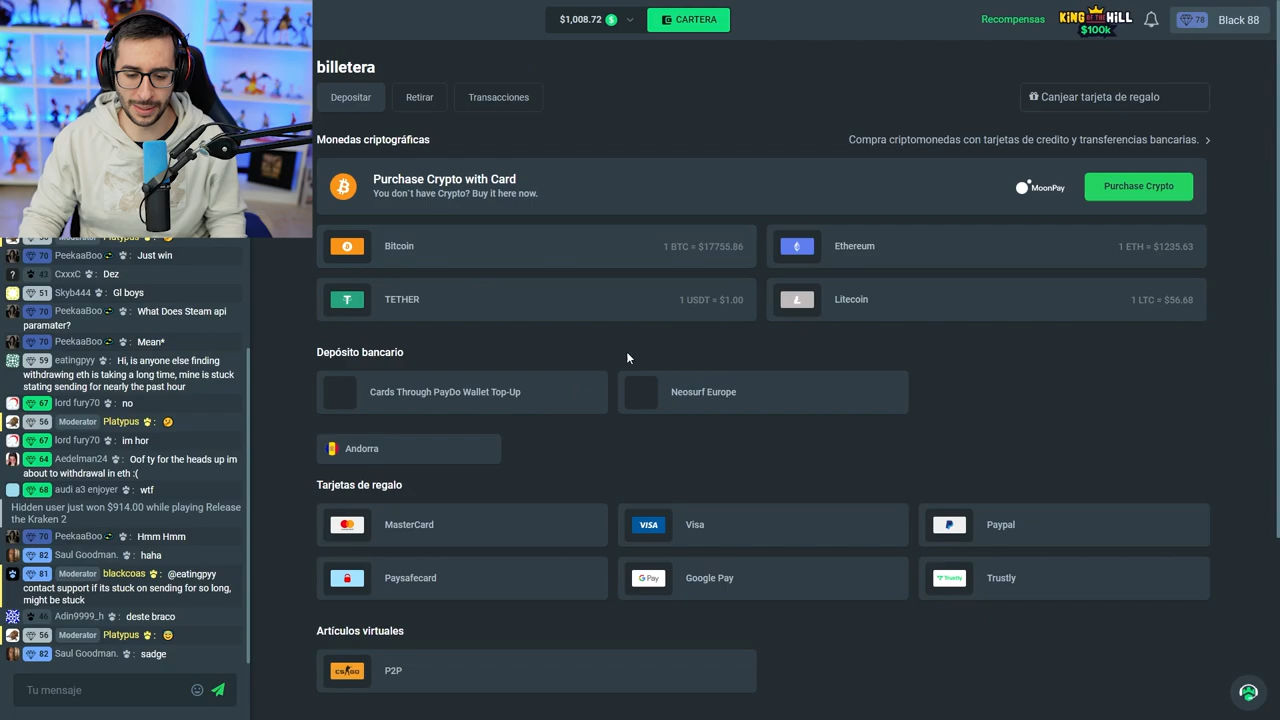 $1,008.72
CARTERA
Recompensas
KING OF THE HILL
$100k
78
Black 88
billetera
Depositar
Retirar
Transacciones
Canjear tarjeta de regalo
Monedas criptográficas
Compra criptomonedas con tarjetas de credito y transferencias bancarias.
Purchase Crypto with Card
You don`t have Crypto? Buy it here now.
MoonPay
Purchase Crypto
Bitcoin
1 BTC = $17755.86
Ethereum
1 ETH = $1235.63
TETHER
1 USDT = $1.00
Litecoin
1 LTC = $56.68
Depósito bancario
Cards Through PayDo Wallet Top-Up
Neosurf Europe
Andorra
Tarjetas de regalo
MasterCard
VISA
Visa
Paypal
Paysafecard
G Pay
Google Pay
Trustly
Trustly
Artículos virtuales
CS GO
P2P
Moderator Platypus :
70 PeekaaBoo : Just win
? 43 CxxxC : Dez
51 Skyb444 : Gl boys
70 PeekaaBoo : What Does Steam api
paramater?
70 PeekaaBoo : Mean*
59 eatingpyy : Hi, is anyone else finding
withdrawing eth is taking a long time, mine is stuck
stating sending for nearly the past hour
67 lord fury70 : no
56 Moderator Platypus :
67 lord fury70 : im hor
64 Aedelman24 : Oof ty for the heads up im
about to withdrawal in eth :(
68 audi a3 enjoyer : wtf
Hidden user just won $914.00 while playing Release
the Kraken 2
70 PeekaaBoo : Hmm Hmm
82 Saul Goodman. : haha
81 Moderator blackcoas : @eatingpyy
contact support if its stuck on sending for so long,
might be stuck
46 Adin9999_h : deste braco
56 Moderator Platypus :
82 Saul Goodman. : sadge
Tu mensaje